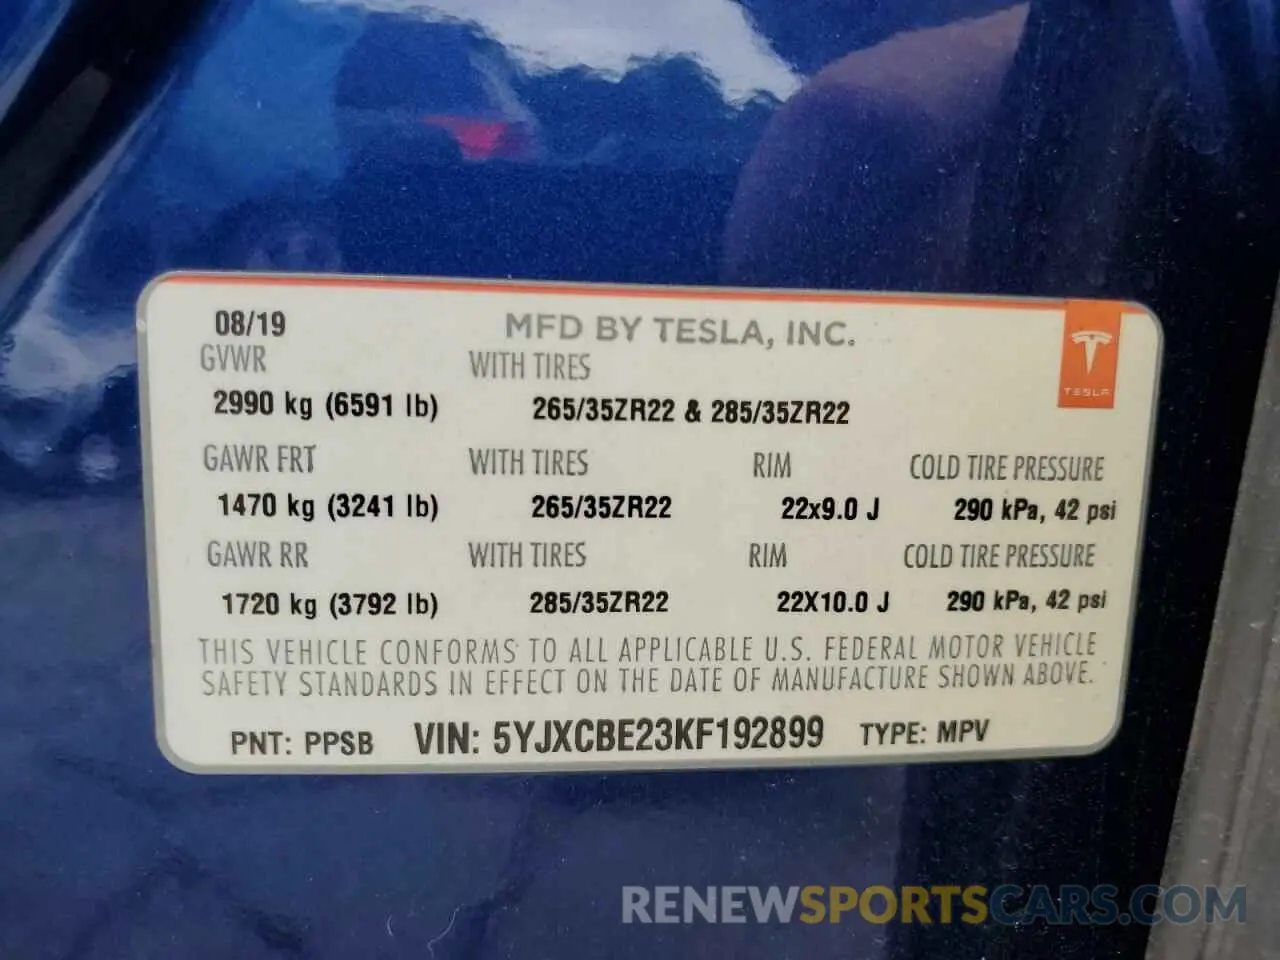 08/19 MFD BY TESLA, INC.
GVWR WITH TIRES
2990 kg (6591 lb) 265/35ZR22 & 285/35ZR22
TESLA
GAWR FRT WITH TIRES RIM COLD TIRE PRESSURE
1470 kg (3241 lb) 265/35ZR22 22x9.0 J 290 kPa, 42 psi
GAWR RR WITH TIRES RIM COLD TIRE PRESSURE
1720 kg (3792 lb) 285/35ZR22 22X10.0 J 290 kPa, 42 psi
THIS VEHICLE CONFORMS TO ALL APPLICABLE U.S. FEDERAL MOTOR VEHICLE
SAFETY STANDARDS IN EFFECT ON THE DATE OF MANUFACTURE SHOWN ABOVE.
PNT: PPSB VIN: 5YJXCBE23KF192899 TYPE: MPV
RENEWSPORTSCARS.COM